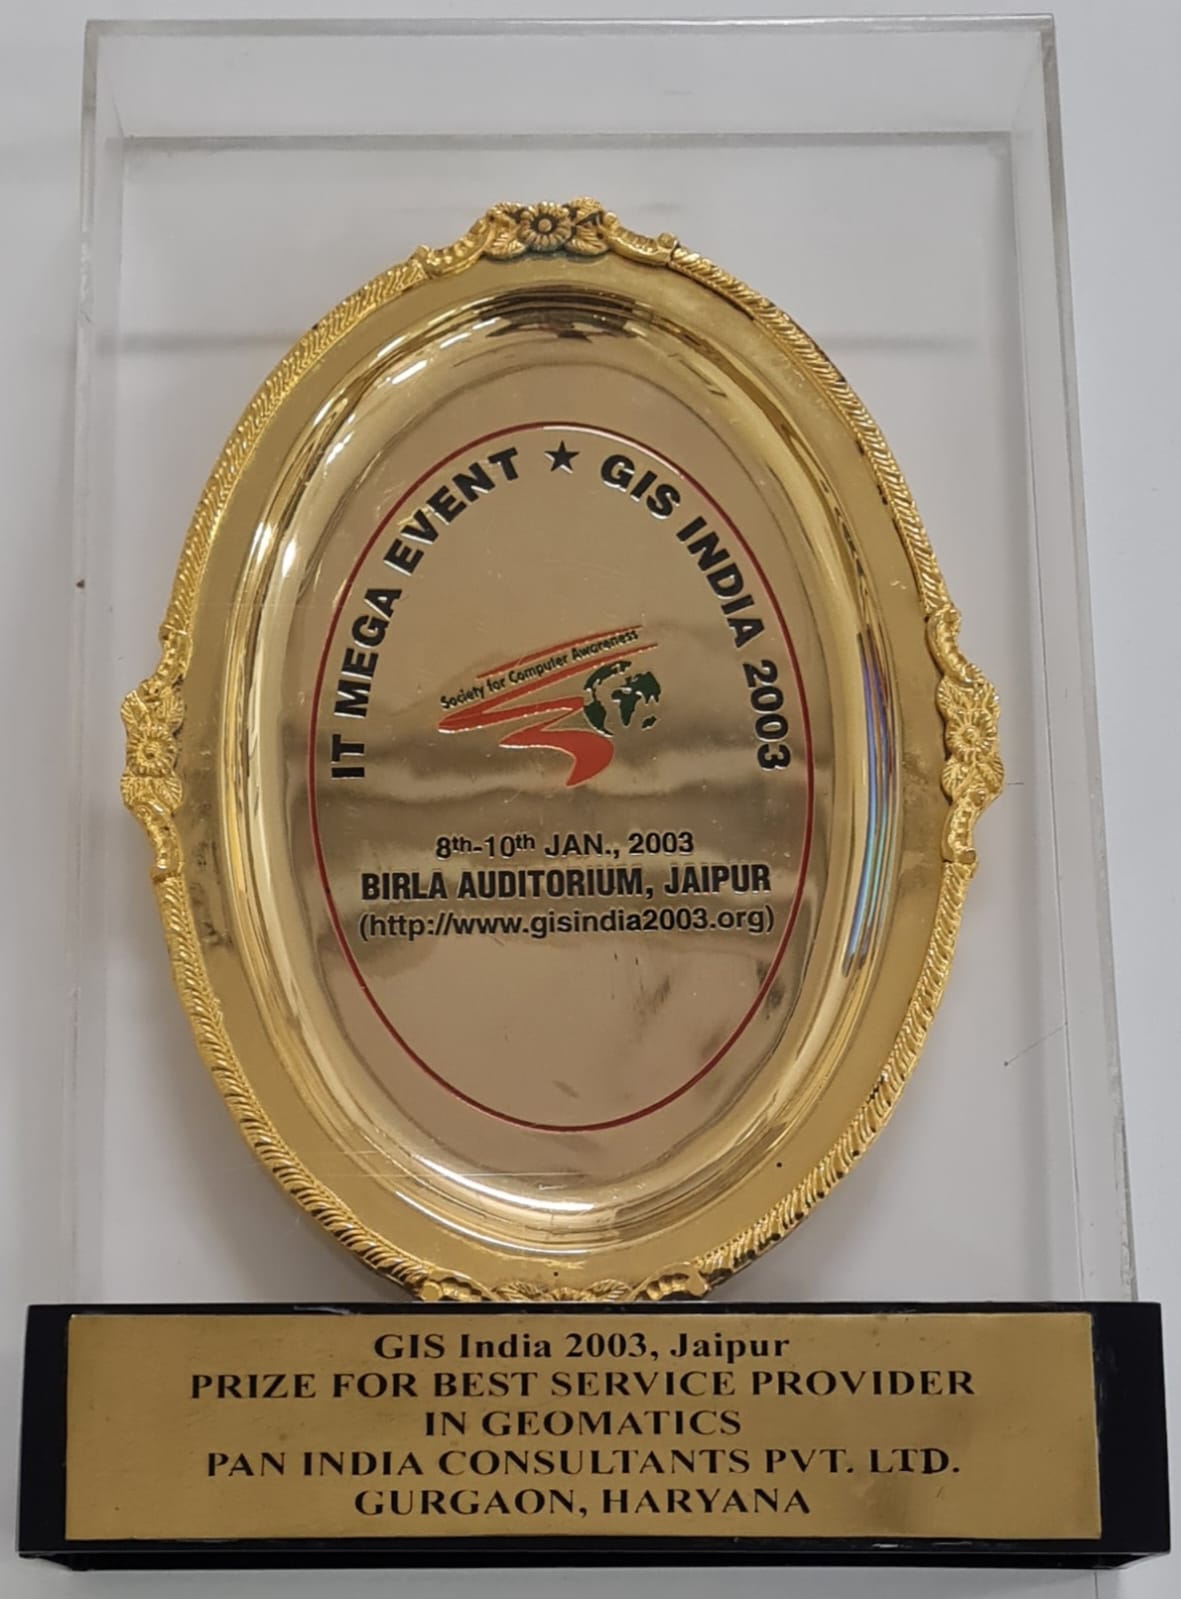 IT MEGA EVENT ★ GIS INDIA 2003
Society for Computer Awareness
8th-10th JAN., 2003
BIRLA AUDITORIUM, JAIPUR
(http://www.gisindia2003.org)
GIS India 2003, Jaipur
PRIZE FOR BEST SERVICE PROVIDER
IN GEOMATICS
PAN INDIA CONSULTANTS PVT. LTD.
GURGAON, HARYANA